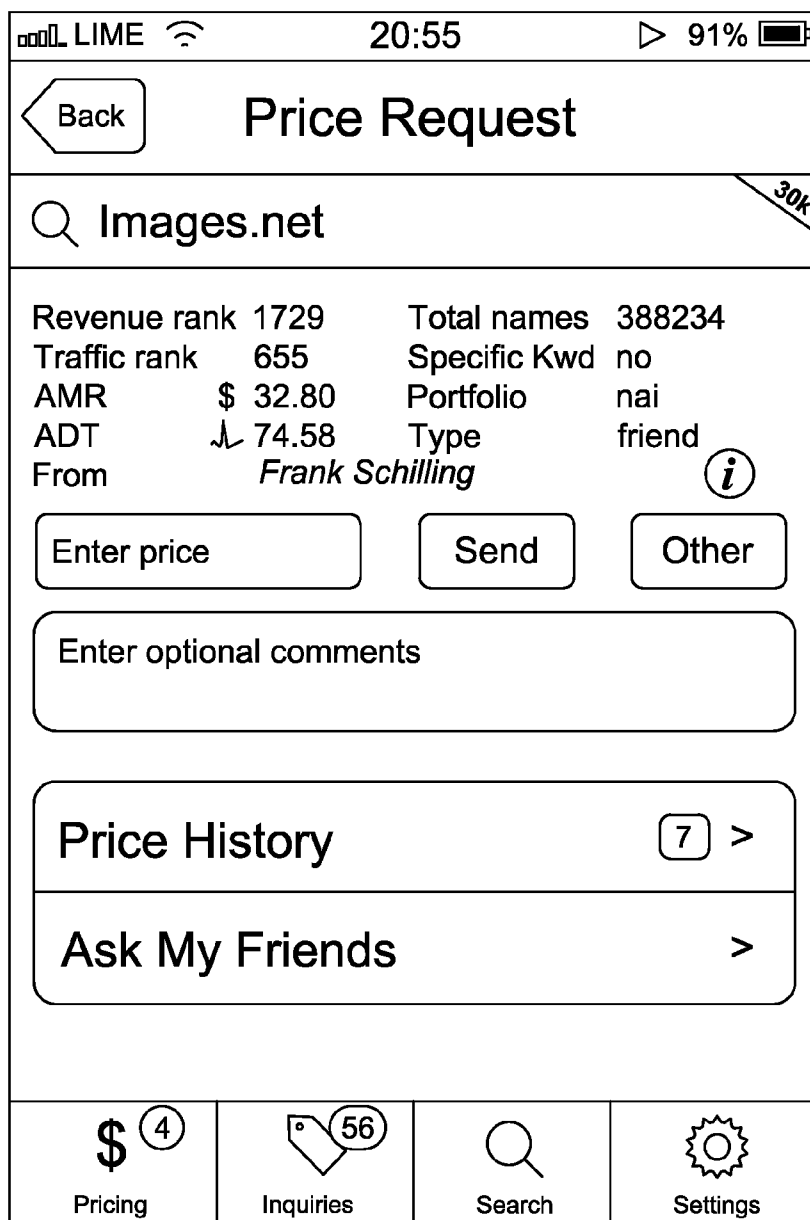 LIME 20:55 91%
Back Price Request
Images.net 30k
Revenue rank 1729 Total names 388234
Traffic rank 655 Specific Kwd no
AMR $ 32.80 Portfolio nai
ADT 74.58 Type friend
From Frank Schilling i
Enter price Send Other
Enter optional comments
Price History 7 >
Ask My Friends >
$ 4 56
Pricing Inquiries Search Settings